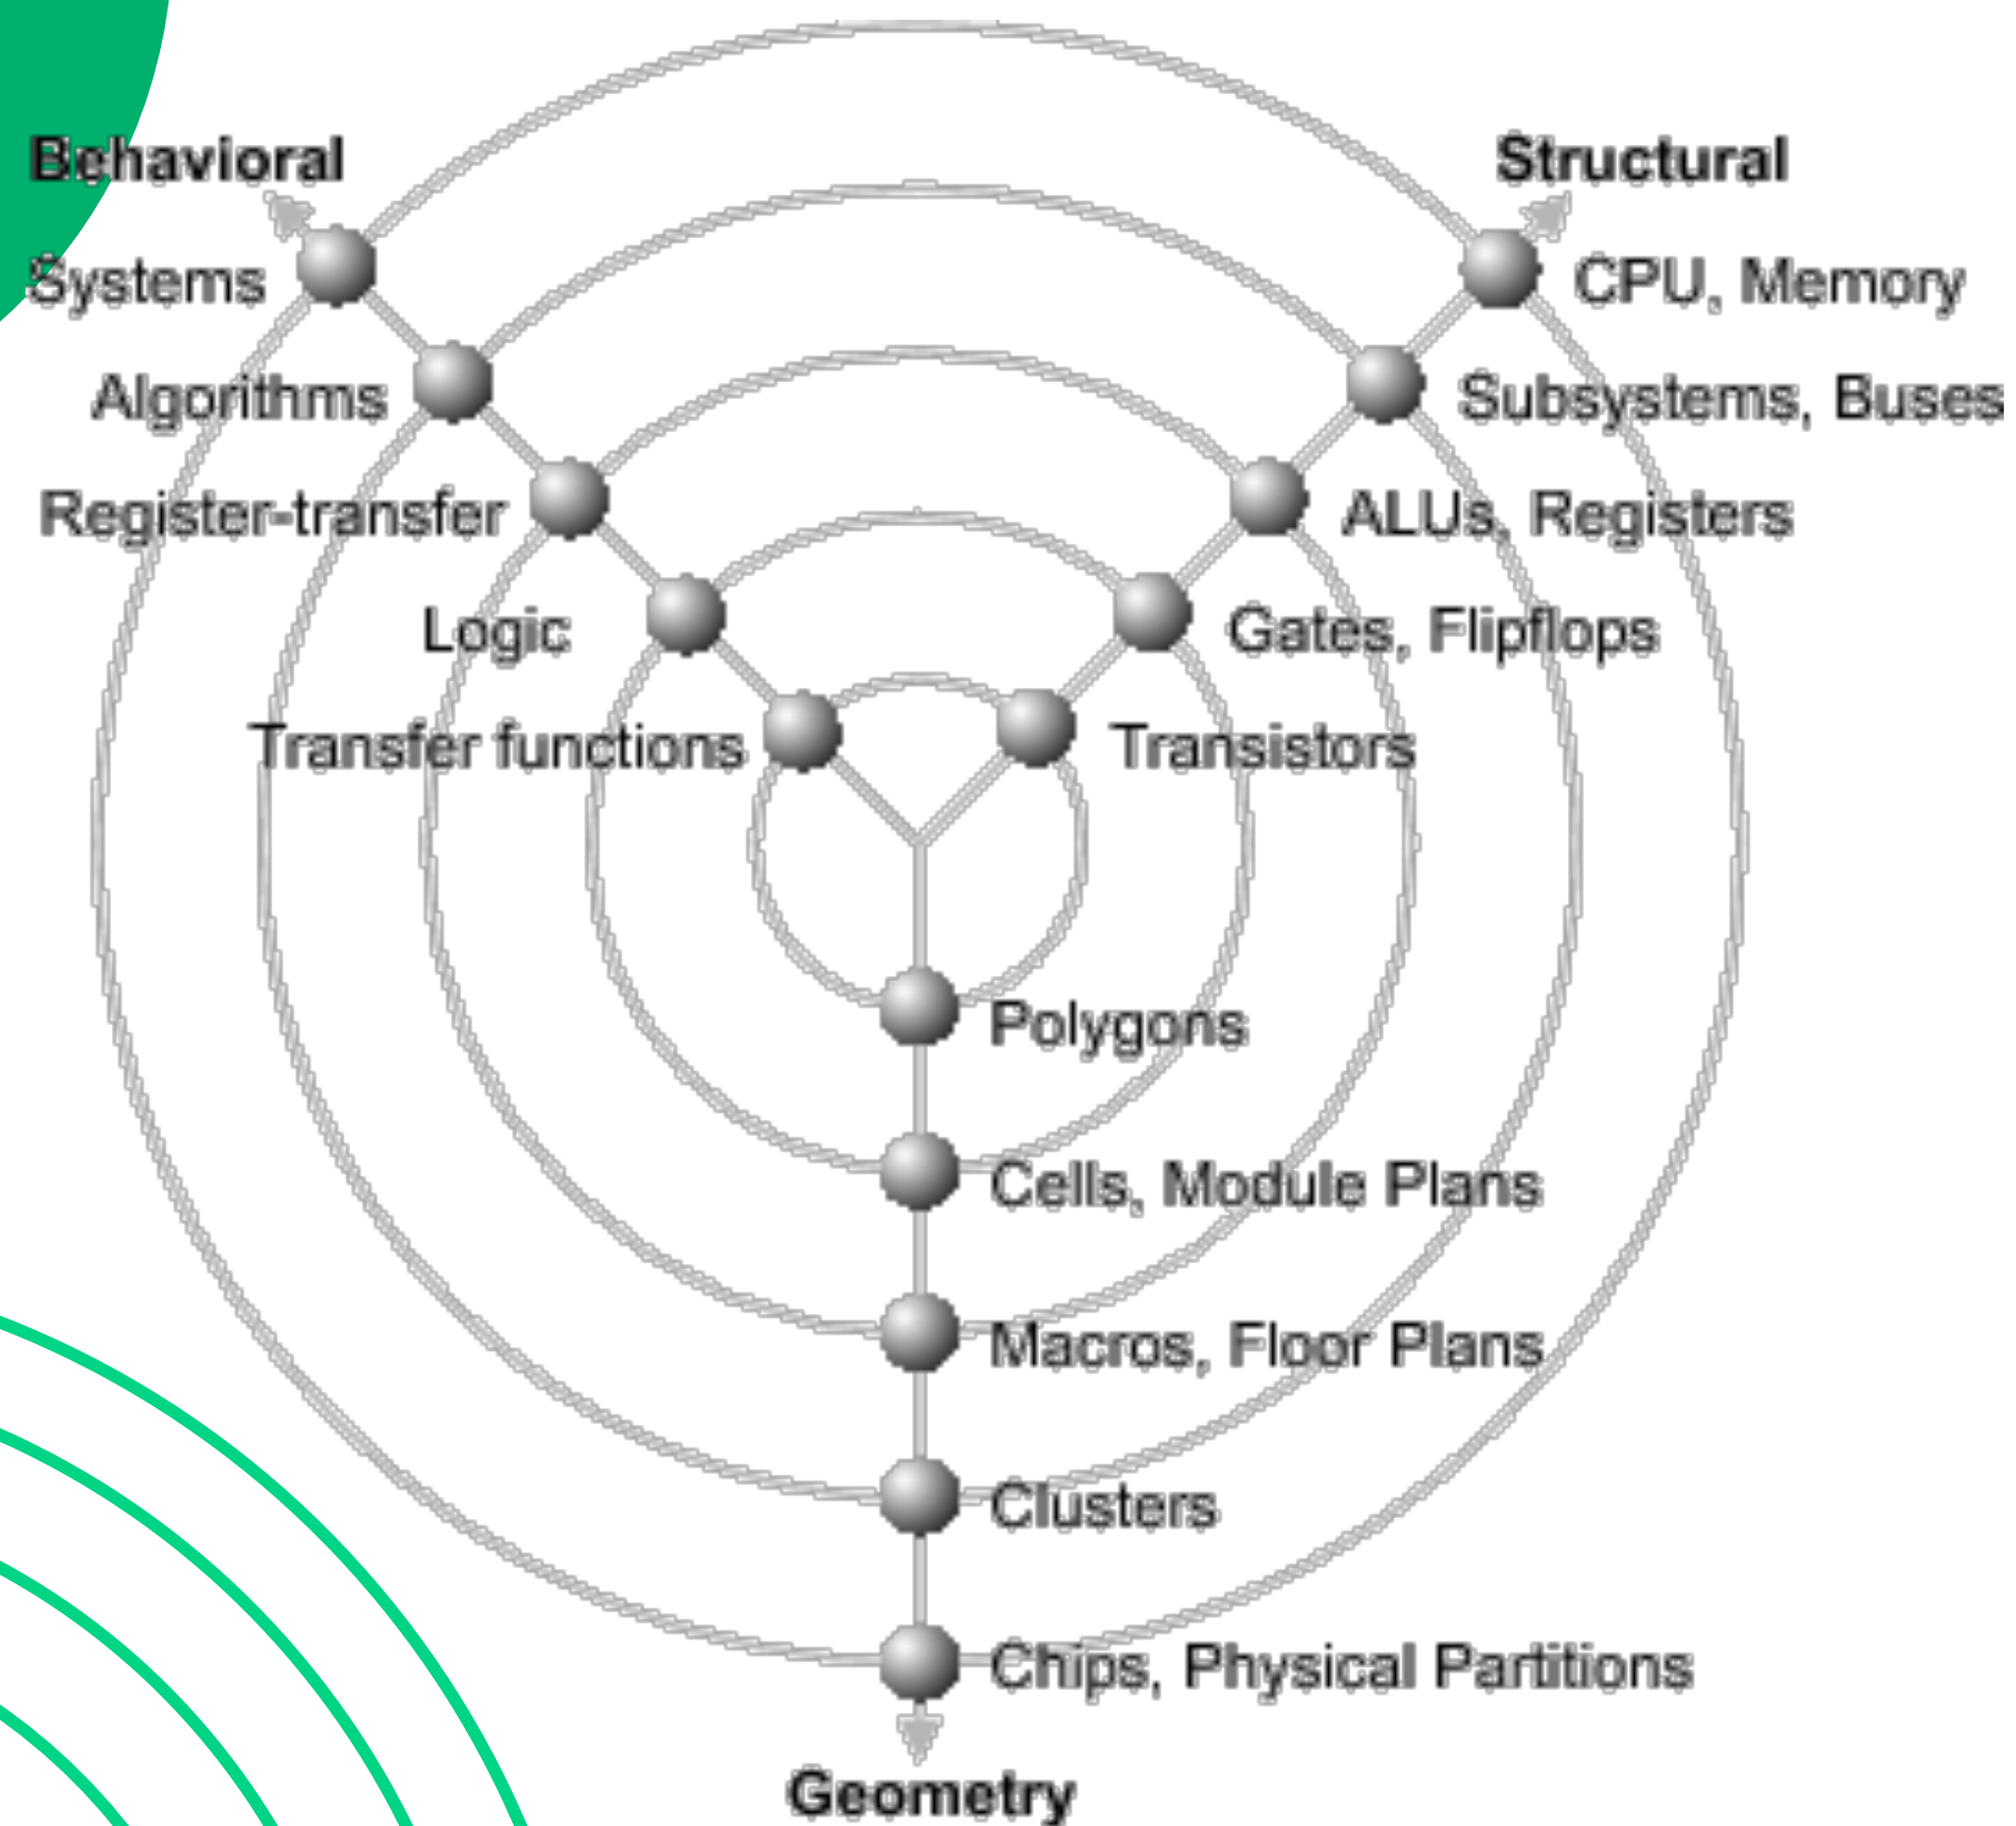 Behavioral
Structural
Systems
CPU, Memory
Algorithms
Subsystems, Buses
Register-transfer
ALUs, Registers
Logic
Gates, Flipflops
Transfer functions
Transistors
Polygons
Cells, Module Plans
Macros, Floor Plans
Clusters
Chips, Physical Partitions
Geometry